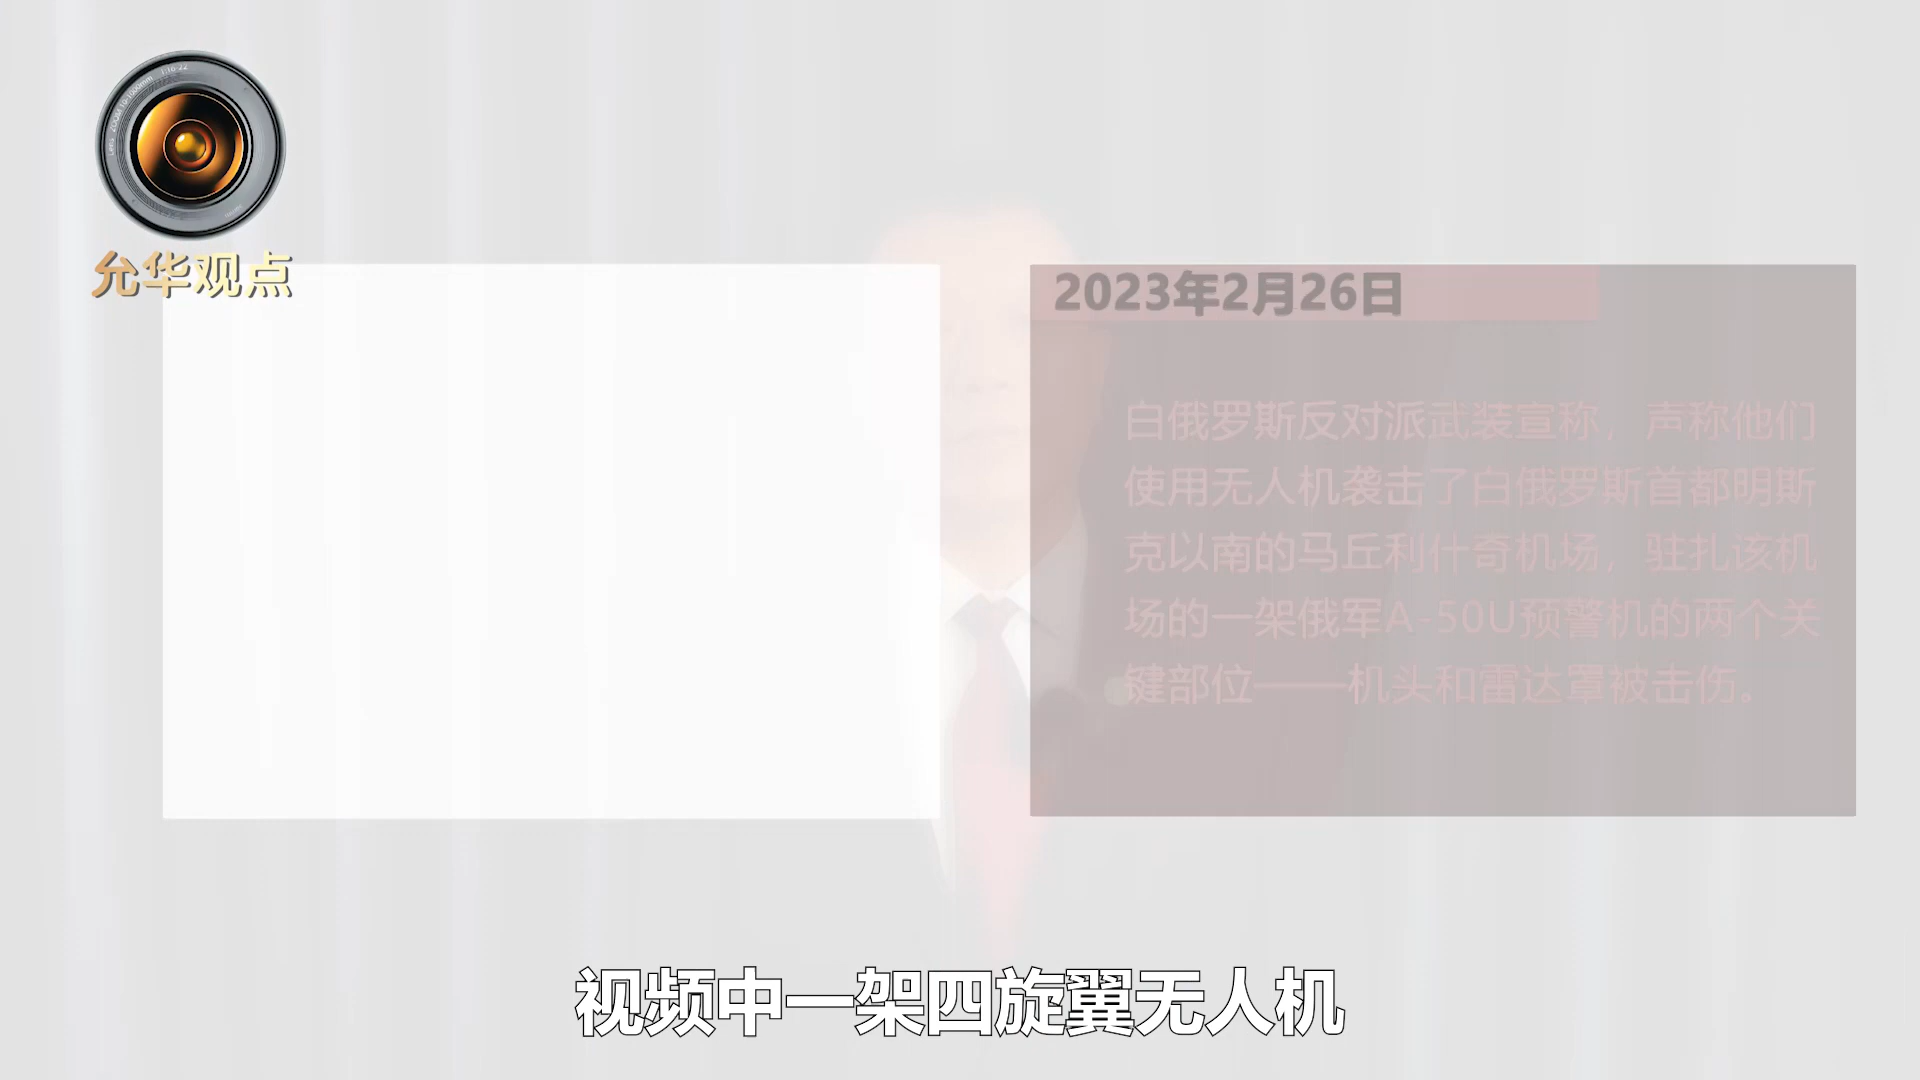 允华观点
2023年2月26日
白俄罗斯反对派武装宣称，声称他们
使用无人机袭击了白俄罗斯首都明斯
克以南的马丘利什奇机场，驻扎该机
场的一架俄军A-50U预警机的两个关
键部位——机头和雷达罩被击伤。
视频中一架四旋翼无人机